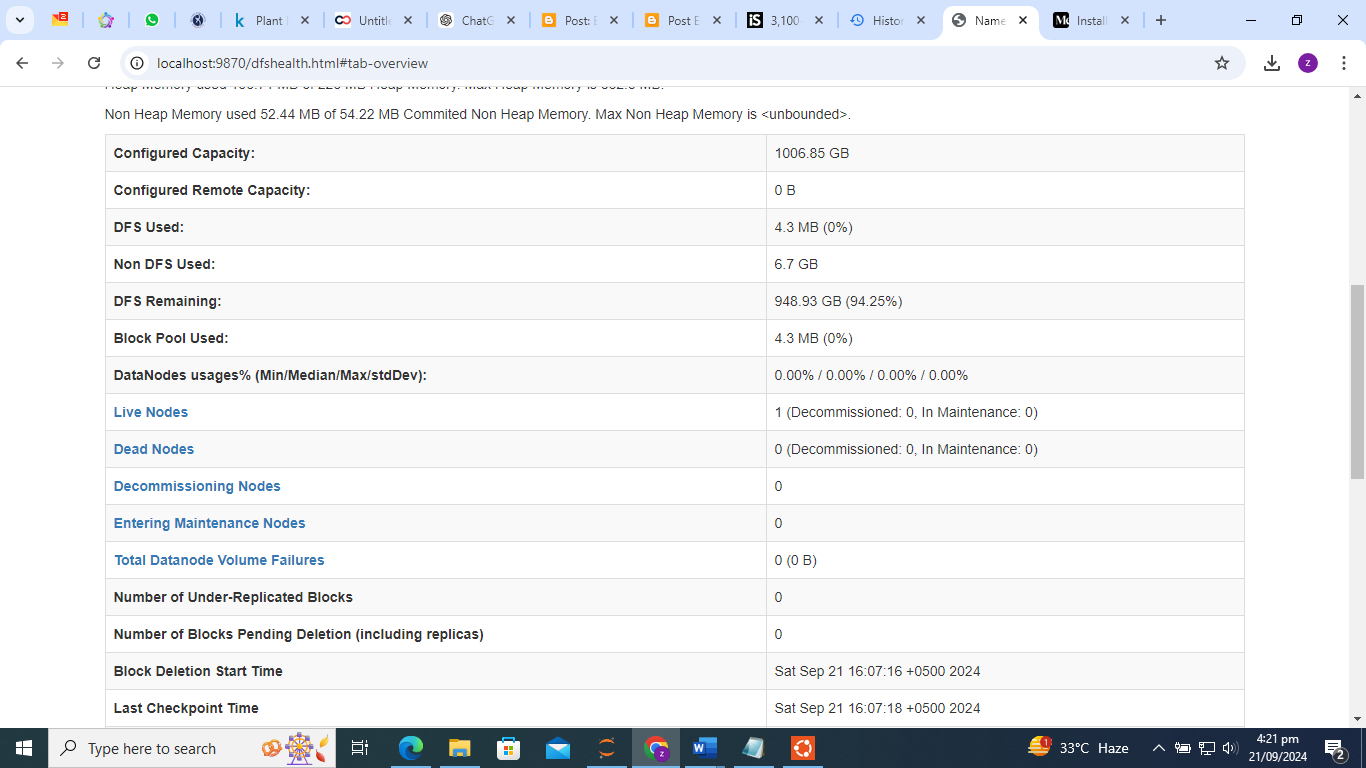 Plant
Untitle
ChatG
Post: E
Post E
3,100
Histor
Name
Install
localhost:9870/dfshealth.html#tab-overview
z
Non Heap Memory used 52.44 MB of 54.22 MB Commited Non Heap Memory. Max Non Heap Memory is <unbounded>.
Configured Capacity: 1006.85 GB
Configured Remote Capacity: 0 B
DFS Used: 4.3 MB (0%)
Non DFS Used: 6.7 GB
DFS Remaining: 948.93 GB (94.25%)
Block Pool Used: 4.3 MB (0%)
DataNodes usages% (Min/Median/Max/stdDev): 0.00% / 0.00% / 0.00% / 0.00%
Live Nodes 1 (Decommissioned: 0, In Maintenance: 0)
Dead Nodes 0 (Decommissioned: 0, In Maintenance: 0)
Decommissioning Nodes 0
Entering Maintenance Nodes 0
Total Datanode Volume Failures 0 (0 B)
Number of Under-Replicated Blocks 0
Number of Blocks Pending Deletion (including replicas) 0
Block Deletion Start Time Sat Sep 21 16:07:16 +0500 2024
Last Checkpoint Time Sat Sep 21 16:07:18 +0500 2024
Type here to search
33°C Haze
4:21 pm
21/09/2024
2